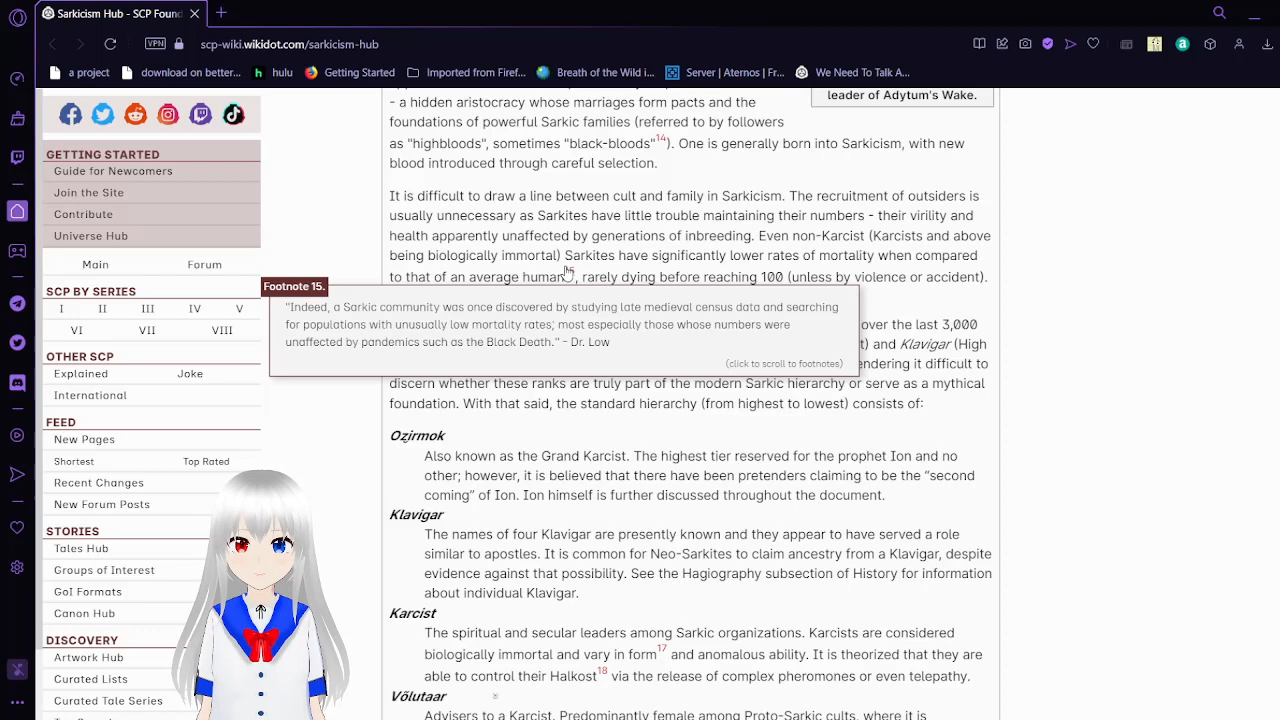 Sarkicism Hub - SCP Found
scp-wiki.wikidot.com/sarkicism-hub
VPN
a project
download on better...
hulu
Getting Started
Imported from Firef...
Breath of the Wild i...
Server | Aternos | Fr...
We Need To Talk A...
GETTING STARTED
Guide for Newcomers
Join the Site
Contribute
Universe Hub
Main
Forum
SCP BY SERIES
I II III IV V
VI VII VIII
OTHER SCP
Explained Joke
International
FEED
New Pages
Shortest Top Rated
Recent Changes
New Forum Posts
STORIES
Tales Hub
Groups of Interest
GoI Formats
Canon Hub
DISCOVERY
Artwork Hub
Curated Lists
Curated Tale Series
leader of Adytum's Wake.
- a hidden aristocracy whose marriages form pacts and the
foundations of powerful Sarkic families (referred to by followers
as "highbloods", sometimes "black-bloods"14). One is generally born into Sarkicism, with new
blood introduced through careful selection.
It is difficult to draw a line between cult and family in Sarkicism. The recruitment of outsiders is
usually unnecessary as Sarkites have little trouble maintaining their numbers - their virility and
health apparently unaffected by generations of inbreeding. Even non-Karcist (Karcists and above
being biologically immortal) Sarkites have significantly lower rates of mortality when compared
to that of an average human, rarely dying before reaching 100 (unless by violence or accident).
Footnote 15.
"Indeed, a Sarkic community was once discovered by studying late medieval census data and searching
for populations with unusually low mortality rates; most especially those whose numbers were
unaffected by pandemics such as the Black Death." - Dr. Low
(click to scroll to footnotes)
over the last 3,000
t) and Klavigar (High
endering it difficult to
discern whether these ranks are truly part of the modern Sarkic hierarchy or serve as a mythical
foundation. With that said, the standard hierarchy (from highest to lowest) consists of:
Ozi̮rmok
Also known as the Grand Karcist. The highest tier reserved for the prophet Ion and no
other; however, it is believed that there have been pretenders claiming to be the “second
coming” of Ion. Ion himself is further discussed throughout the document.
Klavigar
The names of four Klavigar are presently known and they appear to have served a role
similar to apostles. It is common for Neo-Sarkites to claim ancestry from a Klavigar, despite
evidence against that possibility. See the Hagiography subsection of History for information
about individual Klavigar.
Karcist
The spiritual and secular leaders among Sarkic organizations. Karcists are considered
biologically immortal and vary in form17 and anomalous ability. It is theorized that they are
able to control their Halkost18 via the release of complex pheromones or even telepathy.
Võlutaar
Advisers to a Karcist. Predominantly female among Proto-Sarkic cults, where it is